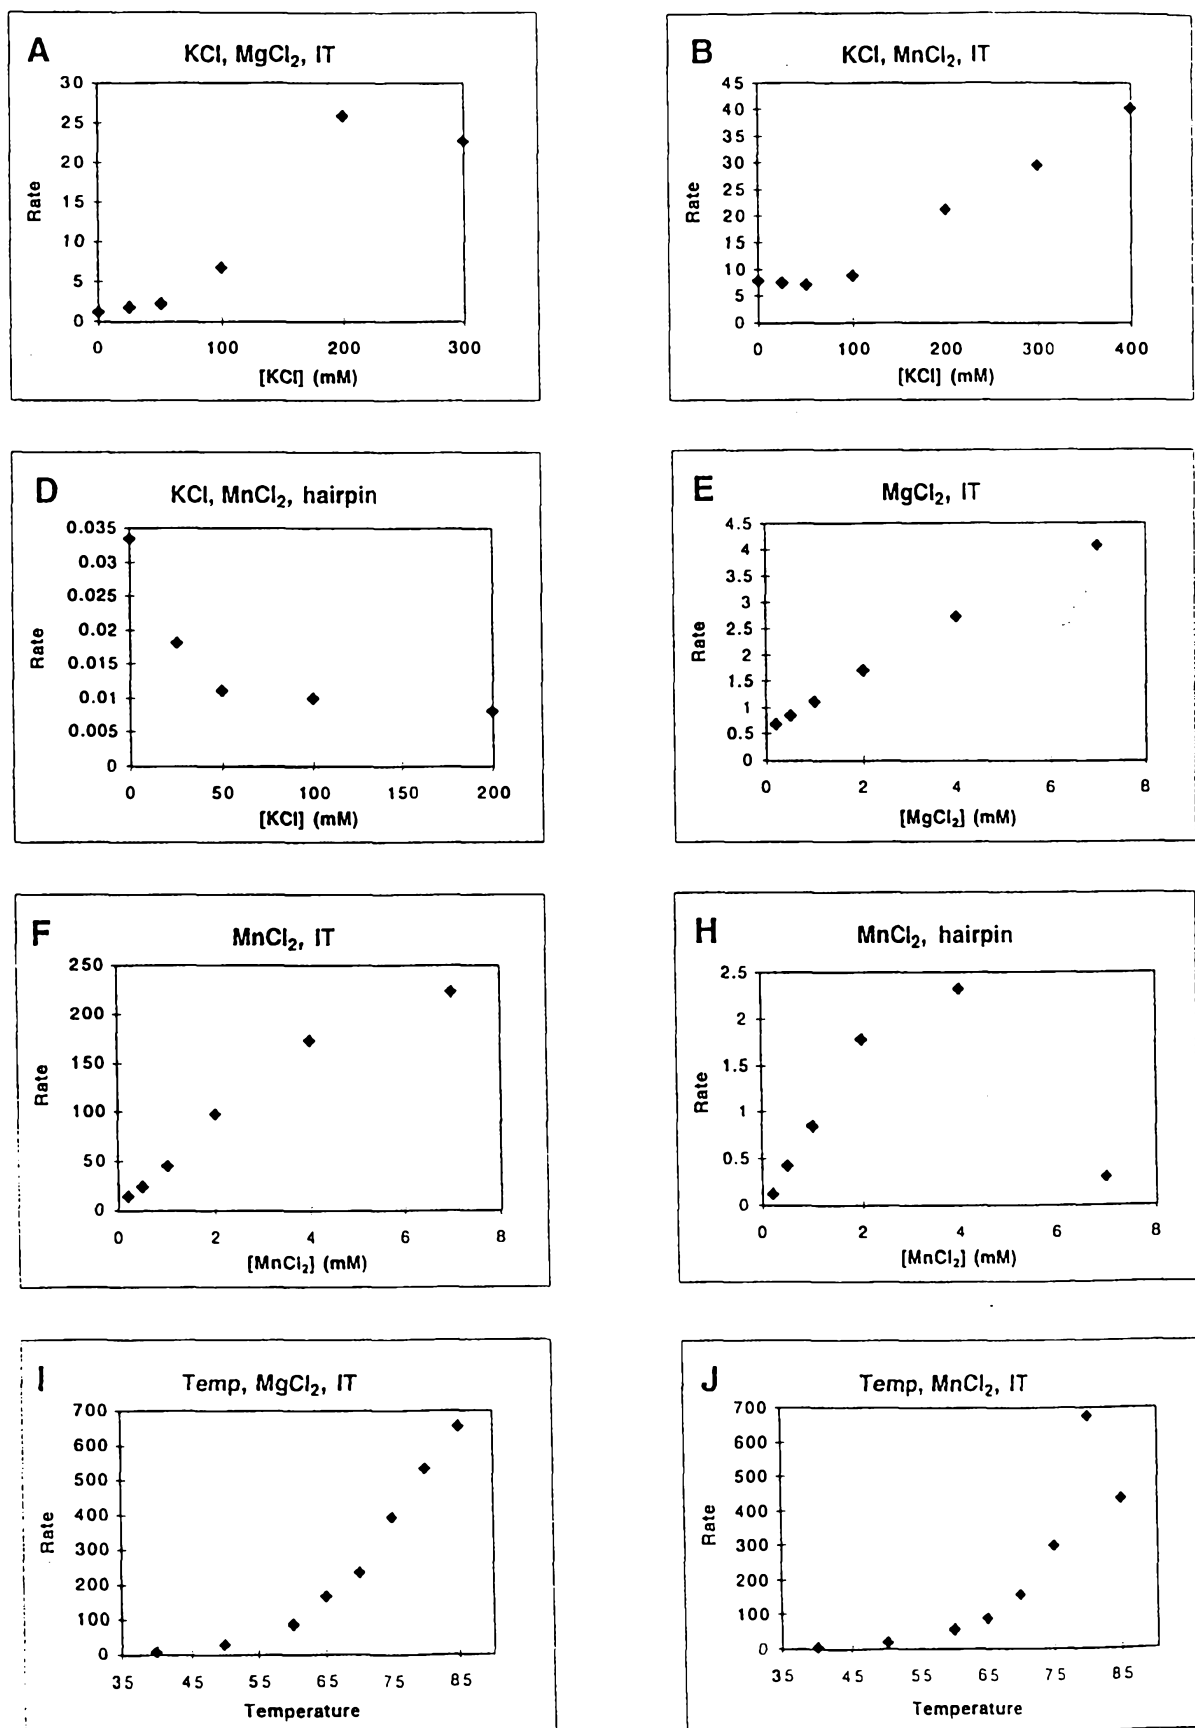 A
KCl, MgCl₂, IT
30
25
20
15
10
5
0
Rate
0 100 200 300
[KCl] (mM)
B
KCl, MnCl₂, IT
45
40
35
30
25
20
15
10
5
0
Rate
0 100 200 300 400
[KCl] (mM)
D
KCl, MnCl₂, hairpin
0.035
0.03
0.025
0.02
0.015
0.01
0.005
0
Rate
0 50 100 150 200
[KCl] (mM)
E
MgCl₂, IT
4.5
4
3.5
3
2.5
2
1.5
1
0.5
0
Rate
0 2 4 6 8
[MgCl₂] (mM)
F
MnCl₂, IT
250
200
150
100
50
0
Rate
0 2 4 6 8
[MnCl₂] (mM)
H
MnCl₂, hairpin
2.5
2
1.5
1
0.5
0
Rate
0 2 4 6 8
[MnCl₂] (mM)
I
Temp, MgCl₂, IT
700
600
500
400
300
200
100
0
Rate
35 45 55 65 75 85
Temperature
J
Temp, MnCl₂, IT
700
600
500
400
300
200
100
0
Rate
35 45 55 65 75 85
Temperature